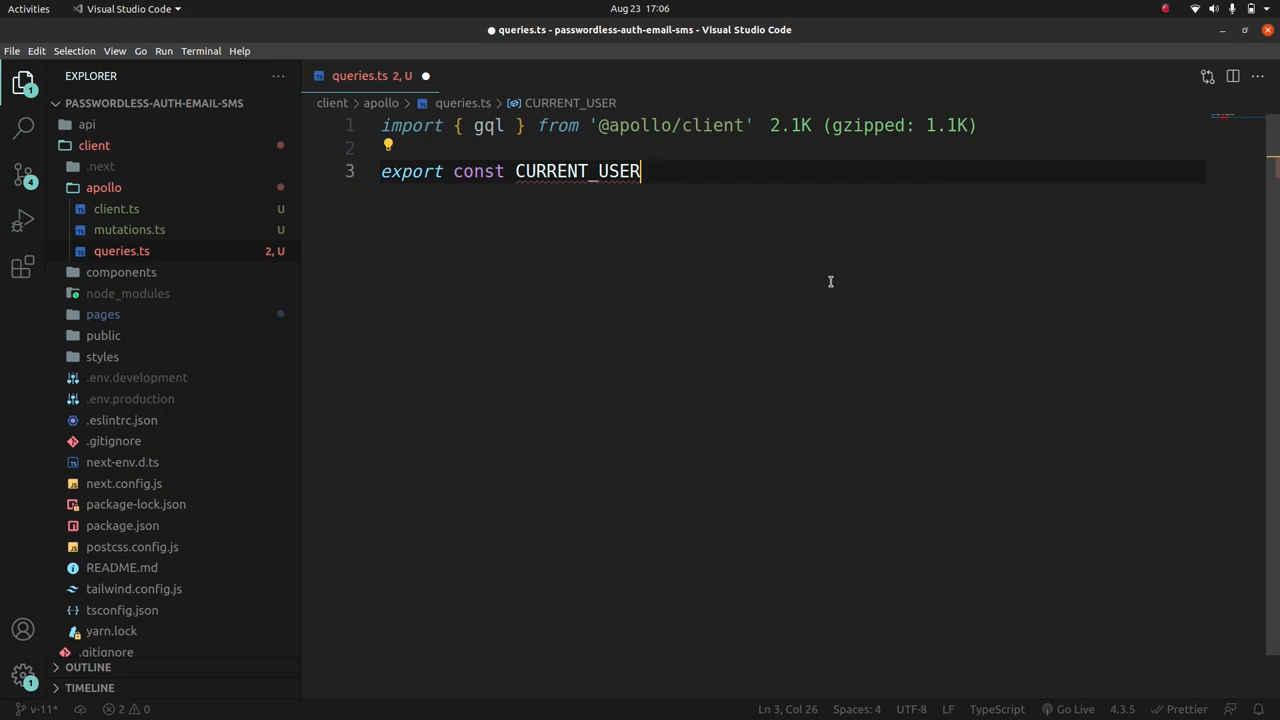 Activities
Visual Studio Code
Aug 23 17:06
● queries.ts - passwordless-auth-email-sms - Visual Studio Code
File Edit Selection View Go Run Terminal Help
EXPLORER
queries.ts 2, U
PASSWORDLESS-AUTH-EMAIL-SMS
client > apollo > queries.ts > CURRENT_USER
api
client
.next
apollo
client.ts U
mutations.ts U
queries.ts 2, U
components
node_modules
pages
public
styles
.env.development
.env.production
.eslintrc.json
.gitignore
next-env.d.ts
next.config.js
package-lock.json
package.json
postcss.config.js
README.md
tailwind.config.js
tsconfig.json
yarn.lock
.gitignore
OUTLINE
TIMELINE
1 import { gql } from '@apollo/client' 2.1K (gzipped: 1.1K)
2
3 export const CURRENT_USER
1
4
1
v-11* 2 0
Ln 3, Col 26 Spaces: 4 UTF-8 LF TypeScript Go Live 4.3.5 Prettier